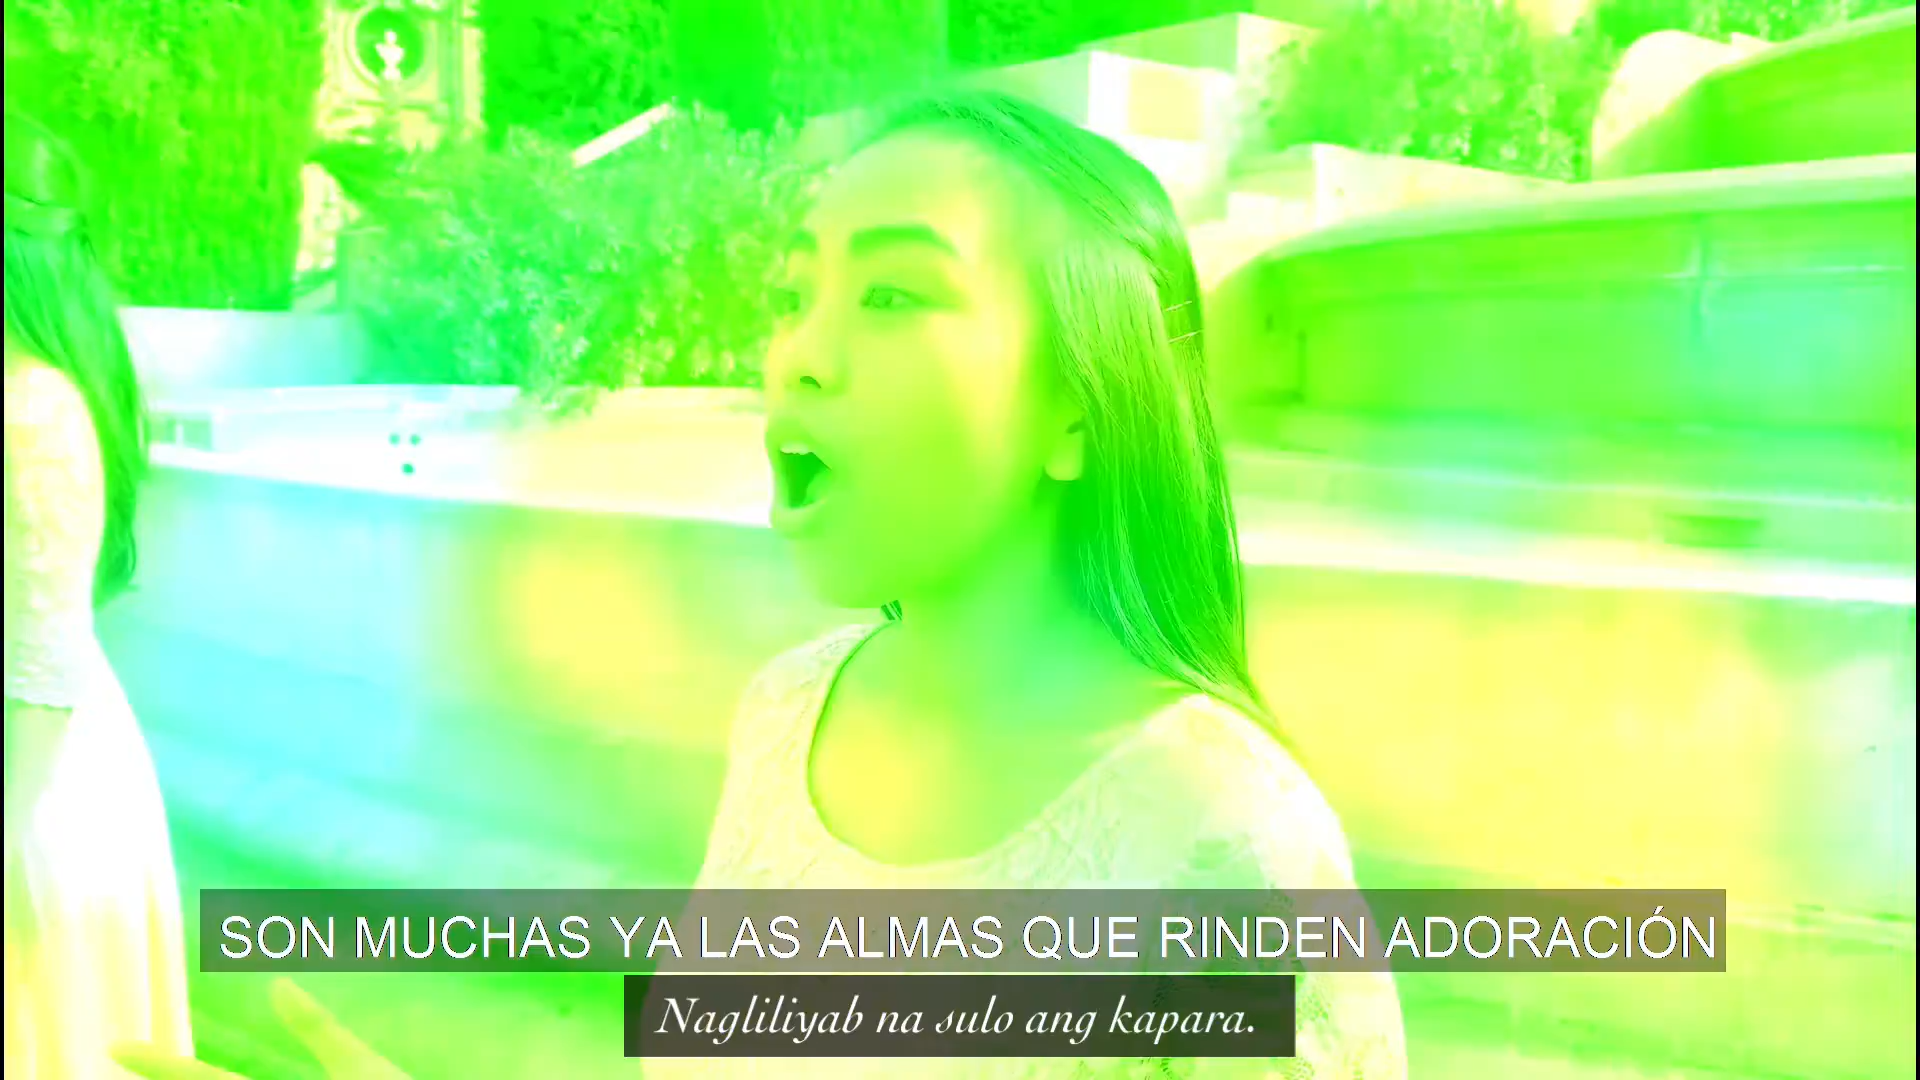 SON MUCHAS YA LAS ALMAS QUE RINDEN ADORACIÓN
Nagliliyab na sulo ang kapara.